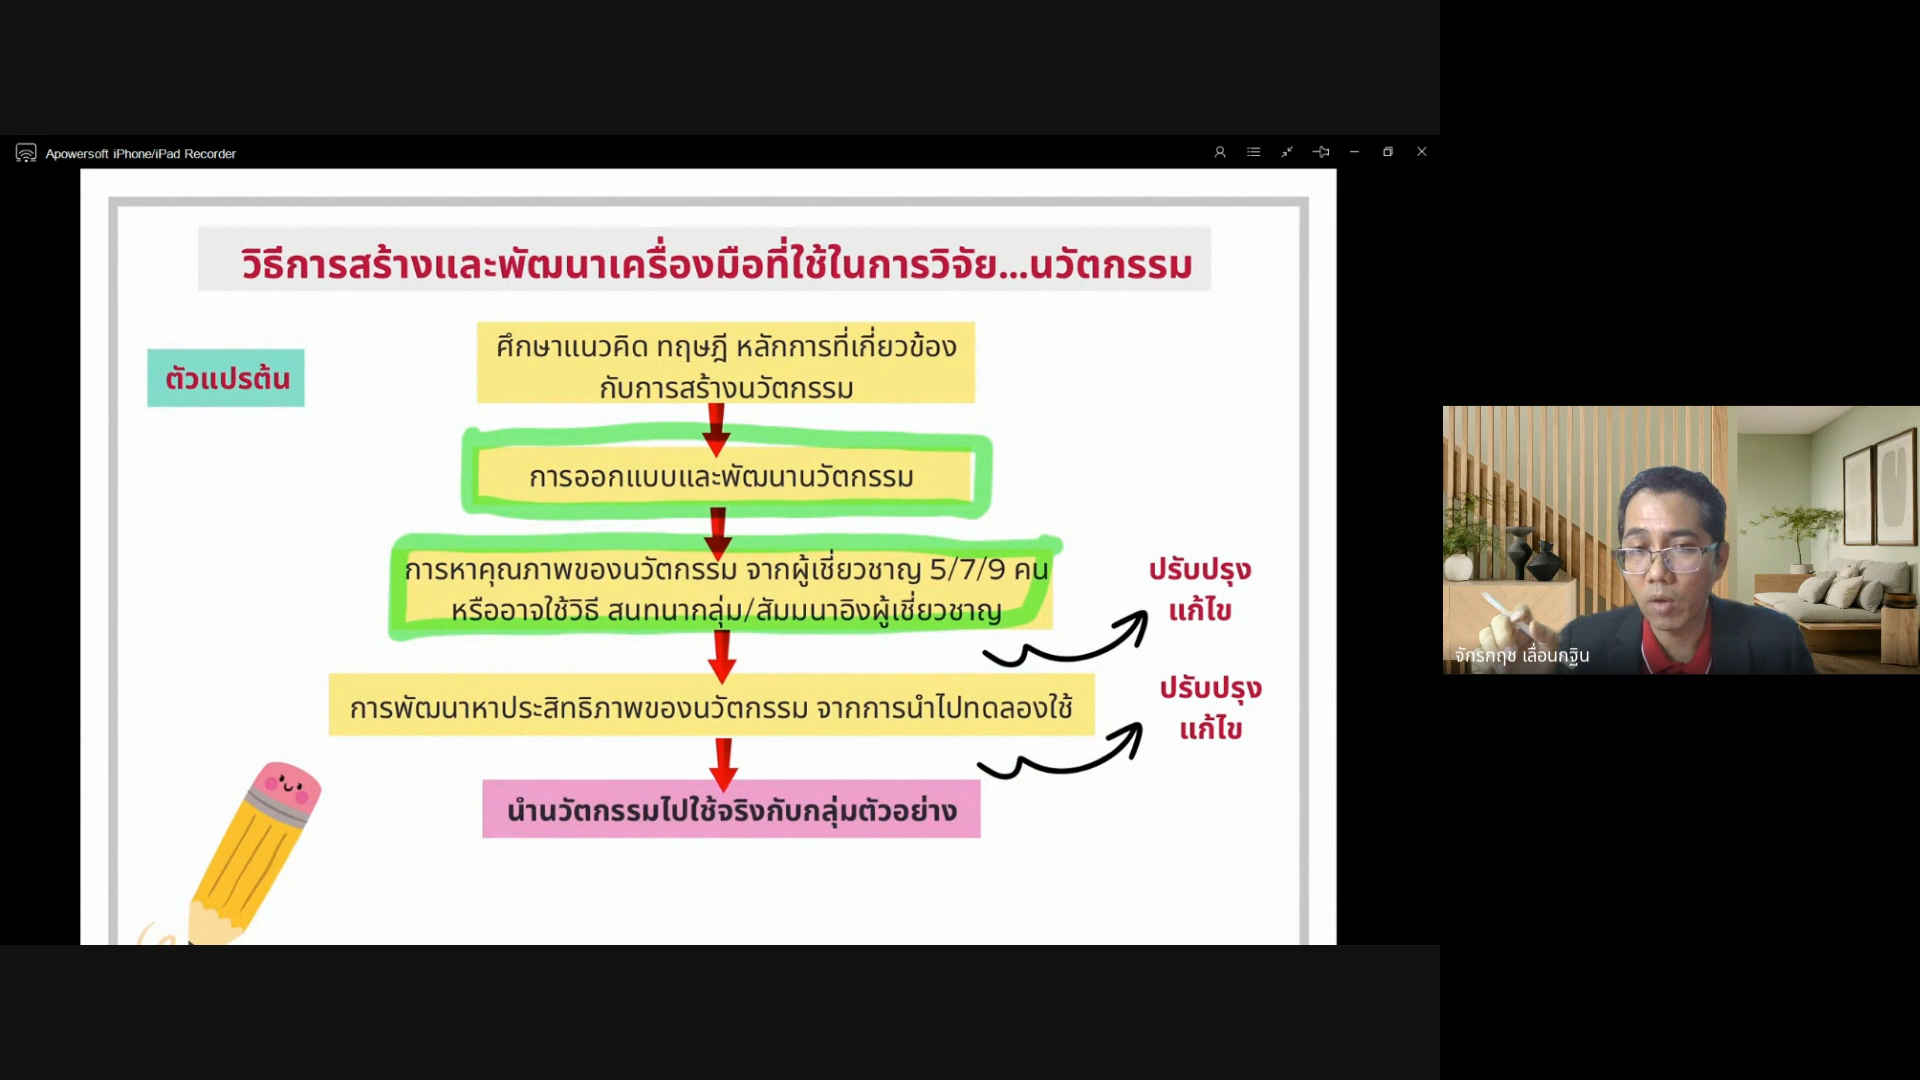 Apowersoft iPhone/iPad Recorder
วิธีการสร้างและพัฒนาเครื่องมือที่ใช้ในการวิจัย...นวัตกรรม
ตัวแปรต้น
ศึกษาแนวคิด ทฤษฎี หลักการที่เกี่ยวข้อง
กับการสร้างนวัตกรรม
การออกแบบและพัฒนานวัตกรรม
การหาคุณภาพของนวัตกรรม จากผู้เชี่ยวชาญ 5/7/9 คน
หรืออาจใช้วิธี สนทนากลุ่ม/สัมมนาอิงผู้เชี่ยวชาญ
ปรับปรุง
แก้ไข
การพัฒนาหาประสิทธิภาพของนวัตกรรม จากการนำไปทดลองใช้
ปรับปรุง
แก้ไข
นำนวัตกรรมไปใช้จริงกับกลุ่มตัวอย่าง
จักรกฤช เลื่อนกฐิน